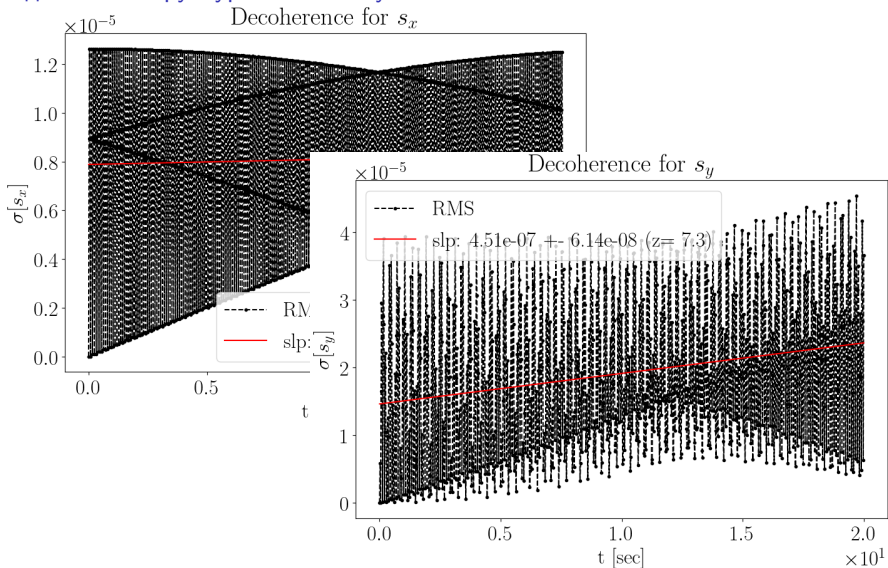 ×10⁻⁵
Decoherence for sₓ
1.2
1.0
0.8
0.6
0.4
0.2
0.0
σ[sₓ]
0.0
0.5
t
RM
slp:
×10⁻⁵
Decoherence for s_y
RMS
slp: 4.51e-07 +- 6.14e-08 (z= 7.3)
4
3
2
1
0
σ[s_y]
0.0
0.5
1.0
1.5
2.0
t [sec]
×10¹